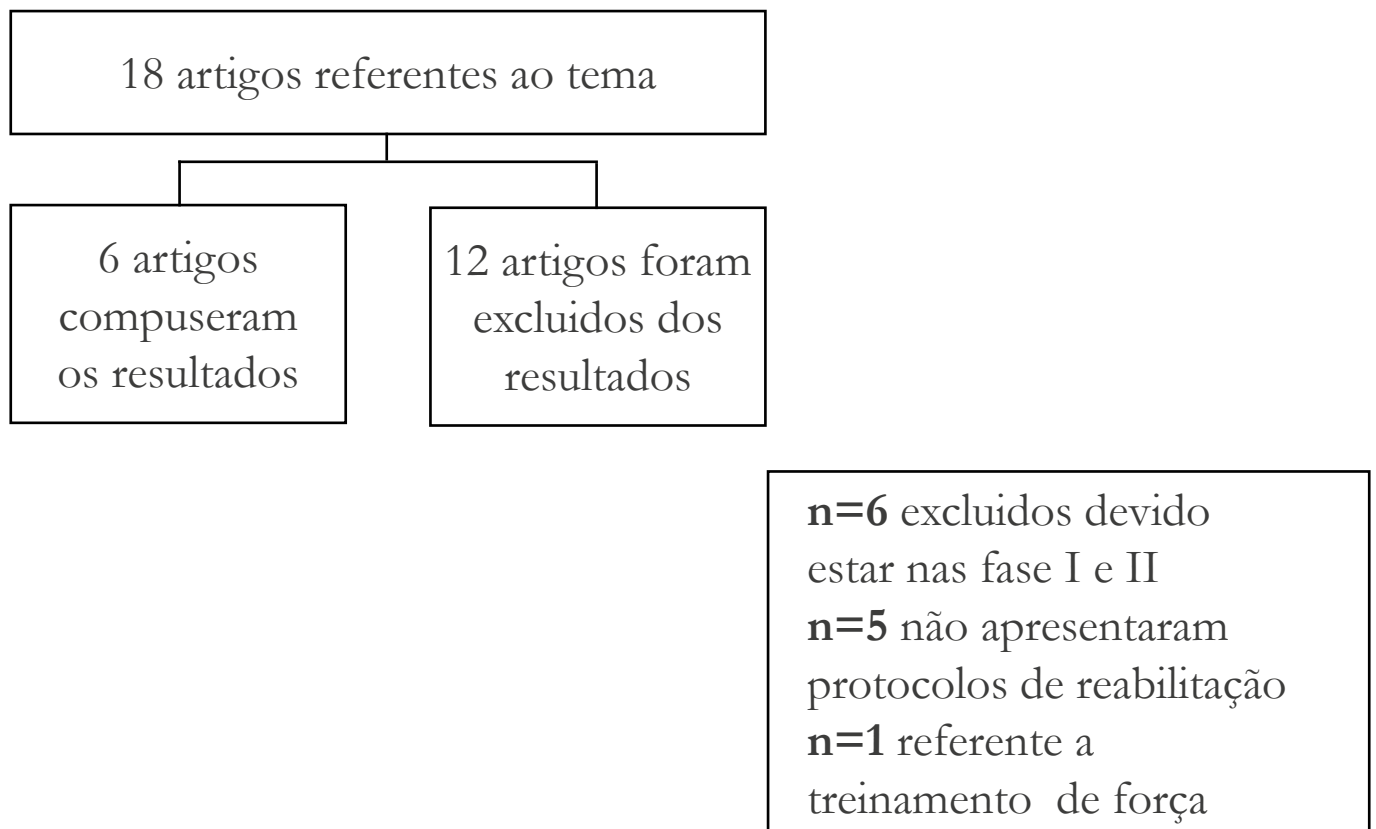 18 artigos referentes ao tema
6 artigos
compuseram
os resultados
12 artigos foram
excluidos dos
resultados
n=6 excluidos devido
estar nas fase I e II
n=5 não apresentaram
protocolos de reabilitação
n=1 referente a
treinamento de força